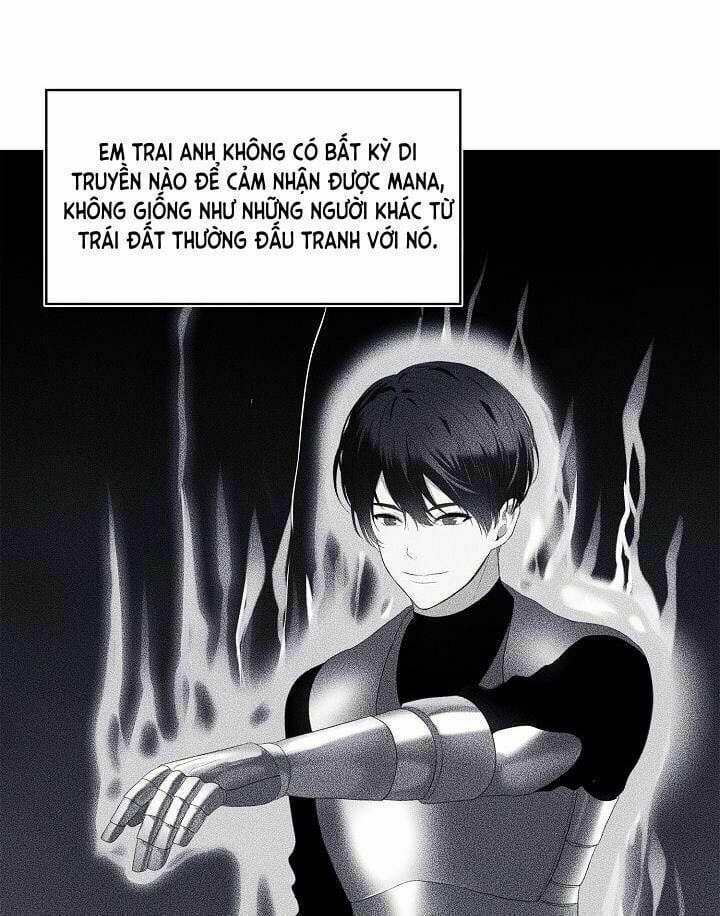 EM TRAI ANH KHÔNG CÓ BẤT KỲ DI
TRUYỀN NÀO ĐỂ CẢM NHẬN ĐƯỢC MANA,
KHÔNG GIỐNG NHƯ NHỮNG NGƯỜI KHÁC TỪ
TRÁI ĐẤT THƯỜNG ĐẤU TRANH VỚI NÓ.